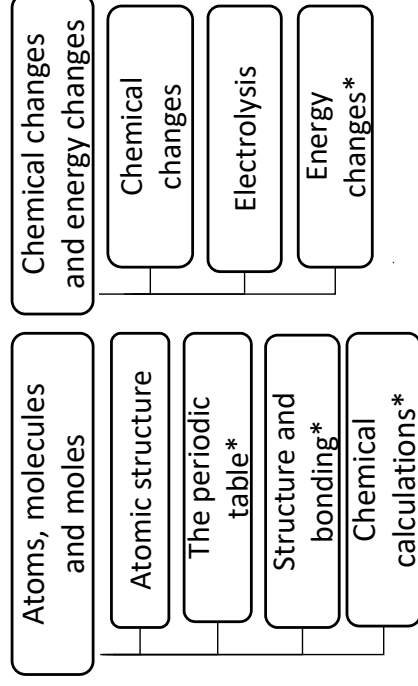 Atoms, molecules
and moles
Atomic structure
The periodic
table*
Structure and
bonding*
Chemical
calculations*
Chemical changes
and energy changes
Chemical
changes
Electrolysis
Energy
changes*